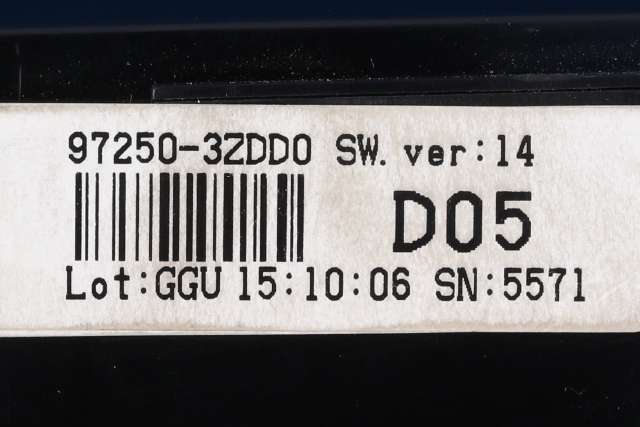 97250-3ZDD0 SW. ver:14
D05
Lot:GGU 15:10:06 SN:5571